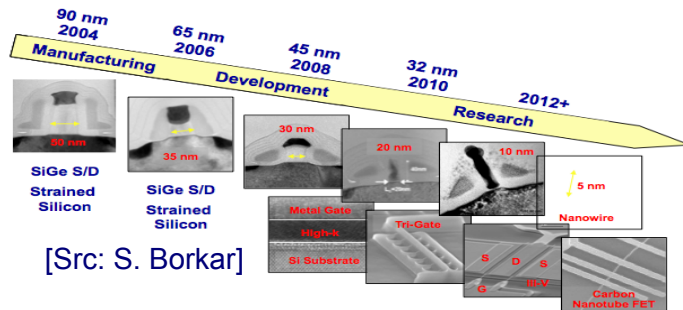 90 nm
2004
65 nm
2006
45 nm
2008
32 nm
2010
2012+
Manufacturing
Development
Research
50 nm
35 nm
30 nm
20 nm
10 nm
5 nm
Nanowire
SiGe S/D
Strained
Silicon
SiGe S/D
Strained
Silicon
Metal Gate
High-k
Si Substrate
Tri-Gate
S
D
S
G
III-V
Carbon
Nanotube FET
[Src: S. Borkar]